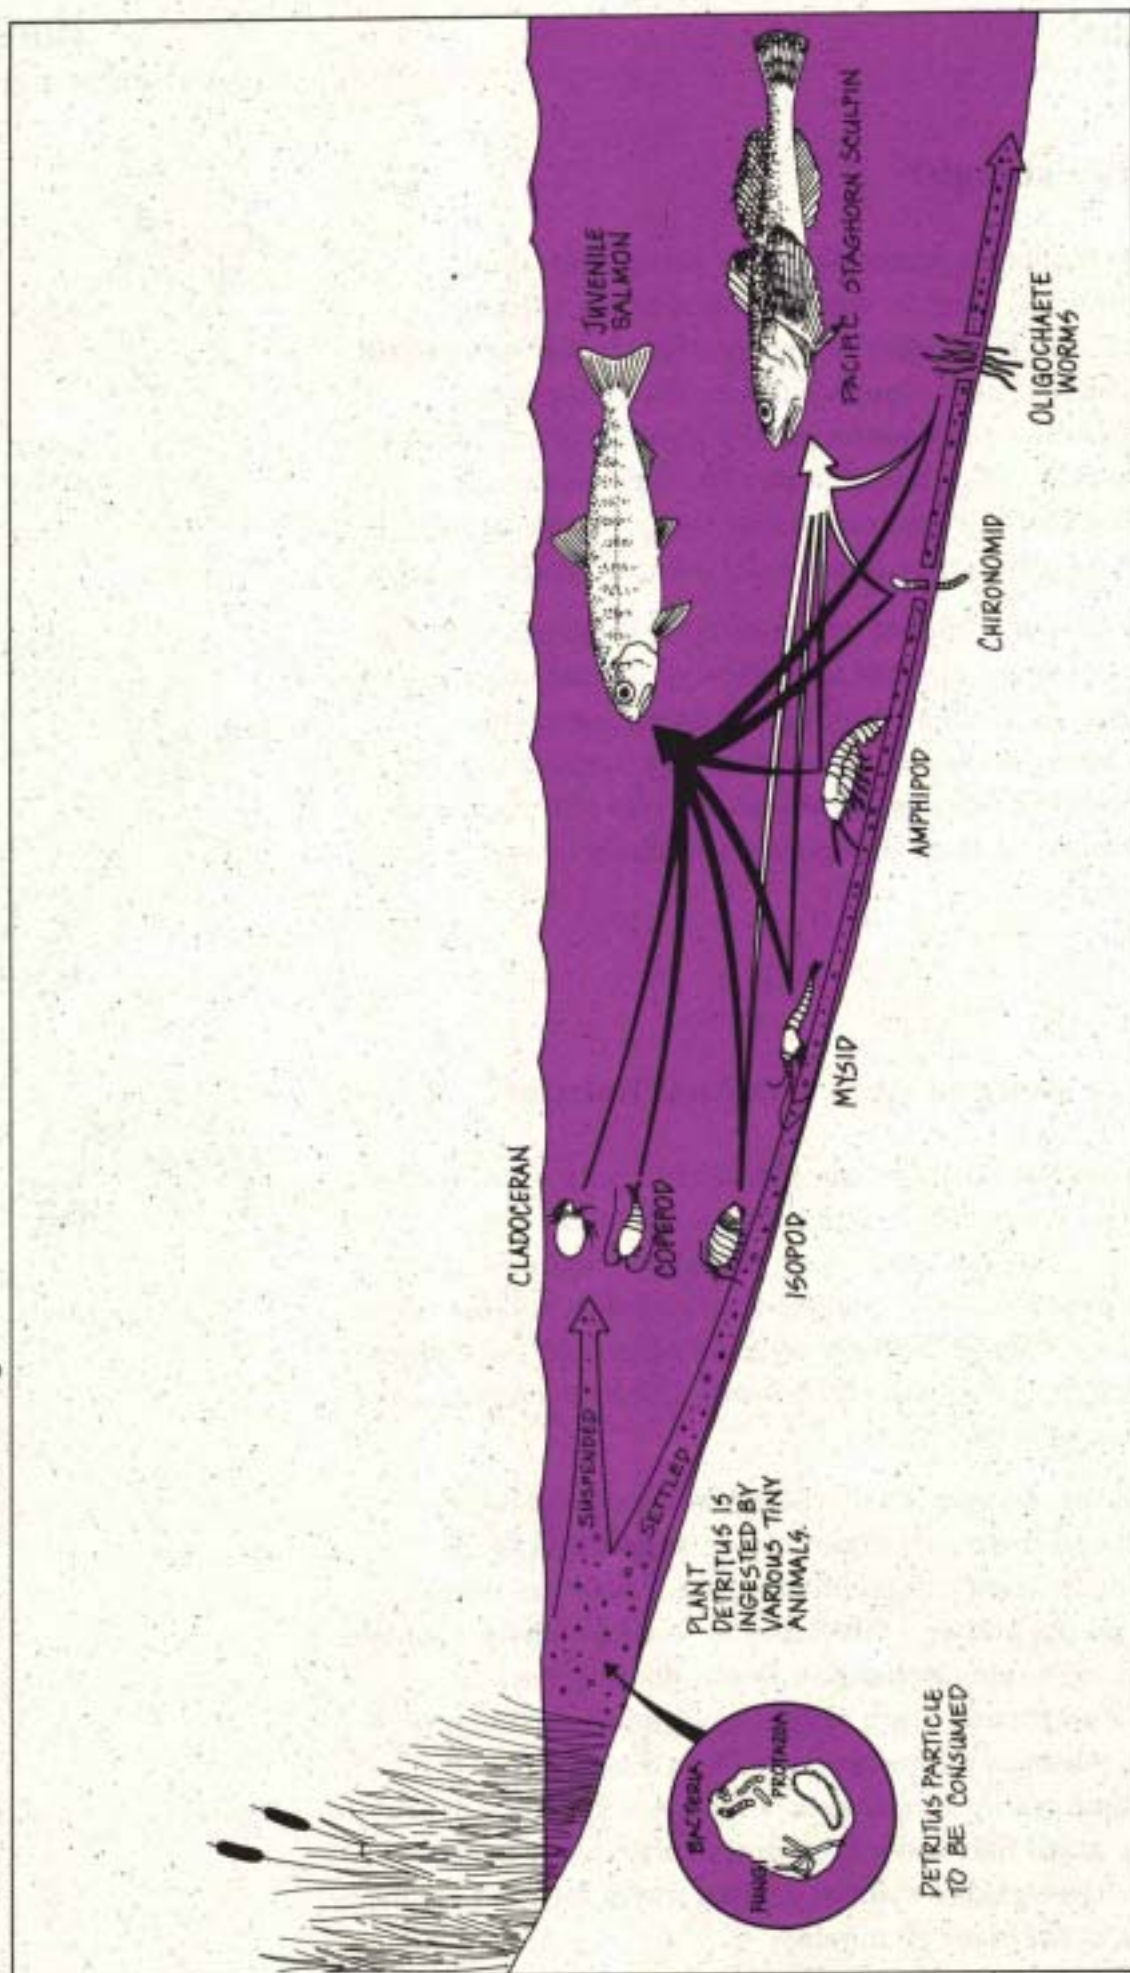 CLADOCERAN
JUVENILE
SALMON
COPEPOD
PACIFIC STAGHORN SCULPIN
SUSPENDED
SETTLED
ISOPOD
MYSID
AMPHIPOD
CHIRONOMID
OLIGOCHAETE
WORMS
PLANT
DETRITUS IS
INGESTED BY
VARIOUS TINY
ANIMALS.
BACTERIA
FUNGI
PROTAZOA
DETRITUS PARTICLE
TO BE CONSUMED